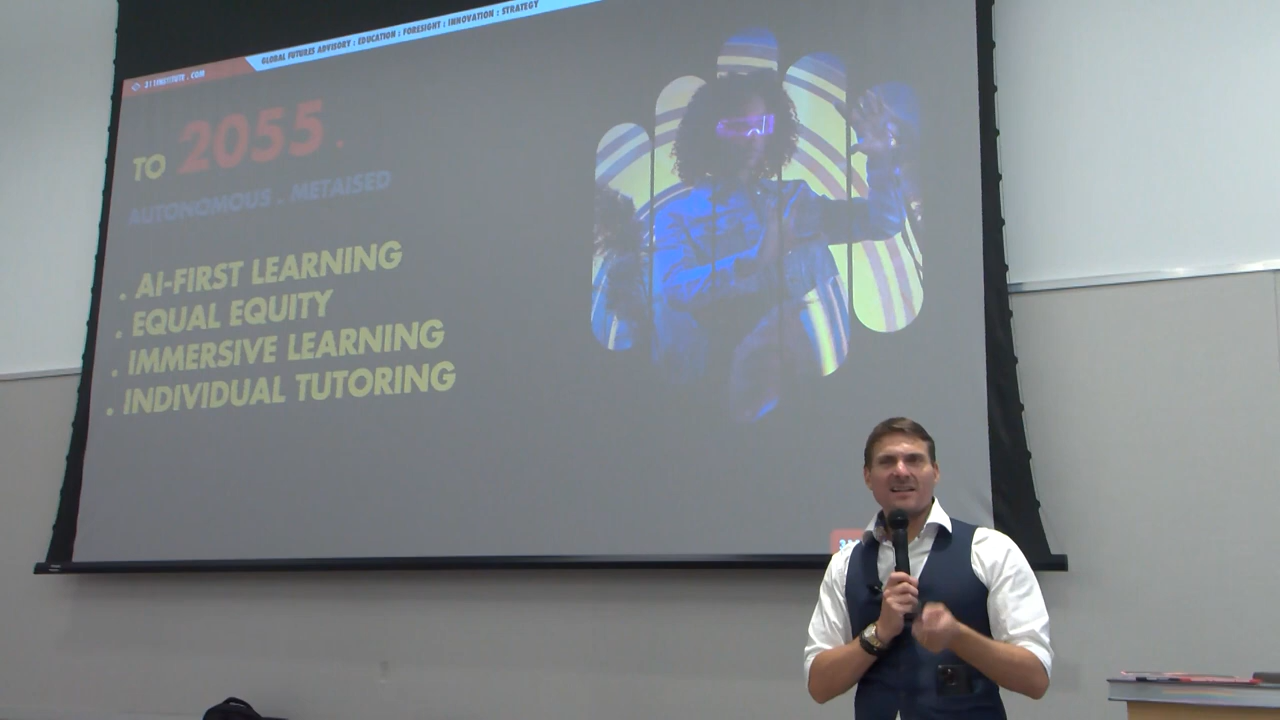 311INSTITUTE . COM
GLOBAL FUTURES ADVISORY : EDUCATION : FORESIGHT : INNOVATION : STRATEGY
TO 2055 .
AUTONOMOUS . METAISED
. AI-FIRST LEARNING
. EQUAL EQUITY
. IMMERSIVE LEARNING
. INDIVIDUAL TUTORING